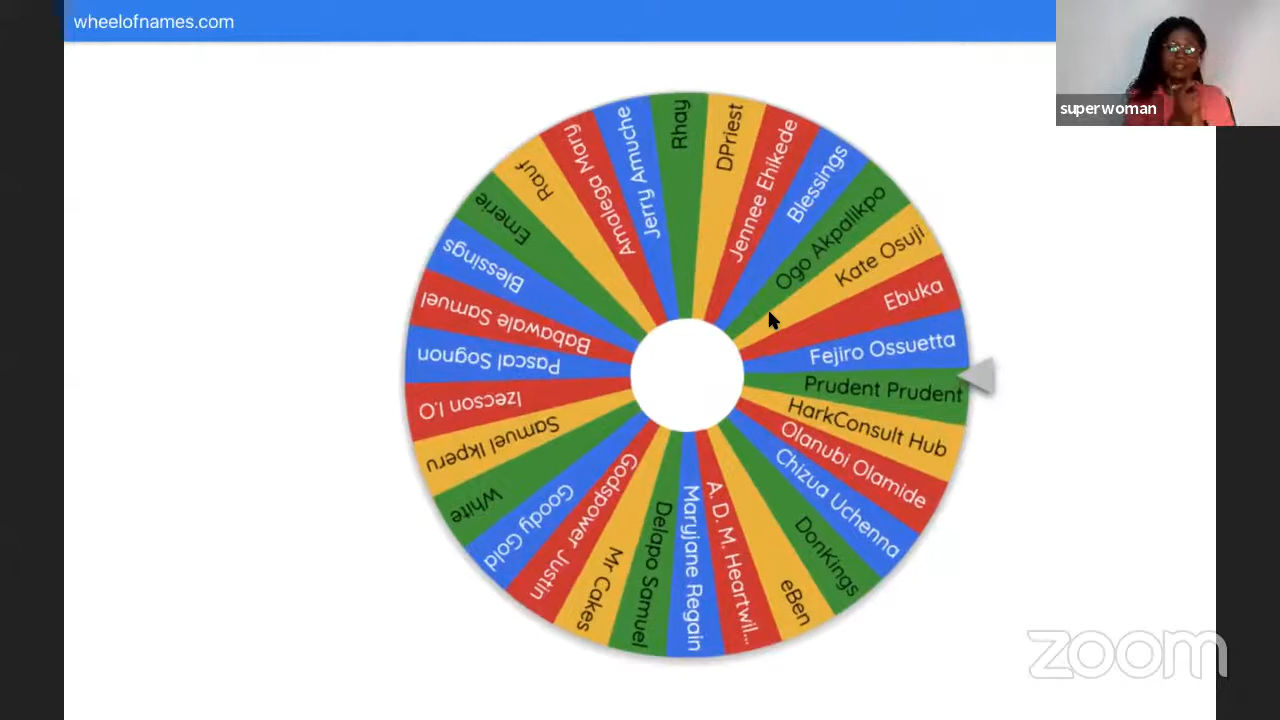 wheelofnames.com
superwoman
Rhay
DPriest
Jennee Ehikede
Blessings
Ogo Akpalikpo
Kate Osuji
Ebuka
Fejiro Ossuetta
Prudent Prudent
HarkConsult Hub
Olanubi Olamide
Chizua Uchenna
DonKings
eBen
A. D. M. Heartwil...
Maryjane Regain
Delapo Samuel
Mr Cakes
Godspower Justin
Goody Gold
White
Samuel Ikperu
Izecson I.O
Pascal Sognon
Babawale Samuel
Blessings
Emerie
Rauf
Amalega Mary
Jerry Amuche
zoom